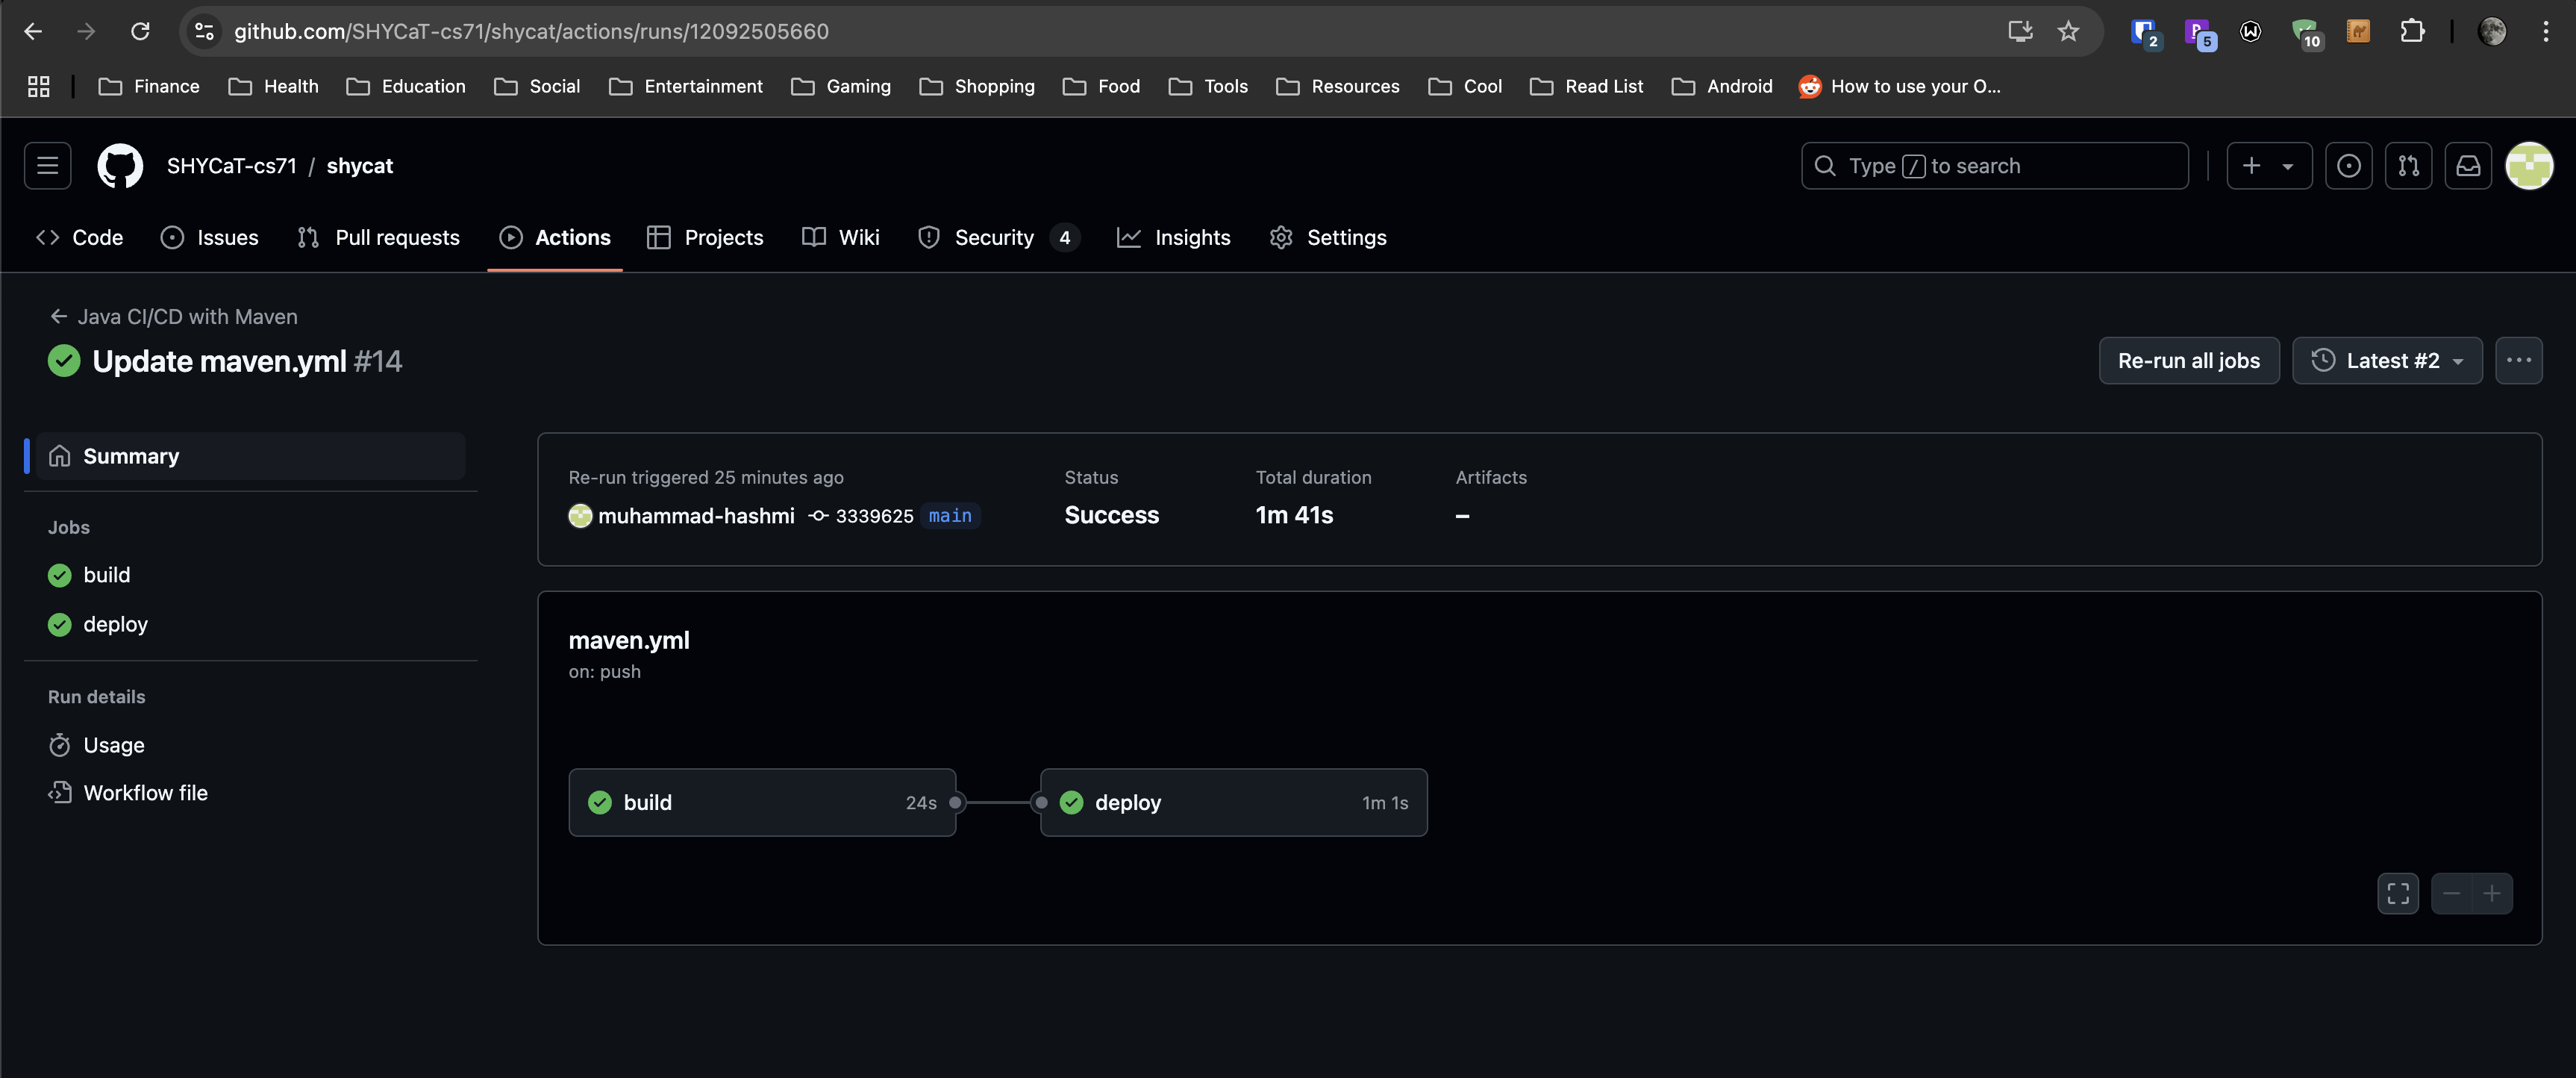 github.com/SHYCaT-cs71/shycat/actions/runs/12092505660
2
5
10
Finance
Health
Education
Social
Entertainment
Gaming
Shopping
Food
Tools
Resources
Cool
Read List
Android
How to use your O...
SHYCaT-cs71 / shycat
Type / to search
Code
Issues
Pull requests
Actions
Projects
Wiki
Security 4
Insights
Settings
Java CI/CD with Maven
Update maven.yml #14
Re-run all jobs
Latest #2
Summary
Jobs
build
deploy
Run details
Usage
Workflow file
Re-run triggered 25 minutes ago
muhammad-hashmi 3339625 main
Status
Success
Total duration
1m 41s
Artifacts
–
maven.yml
on: push
build 24s
deploy 1m 1s